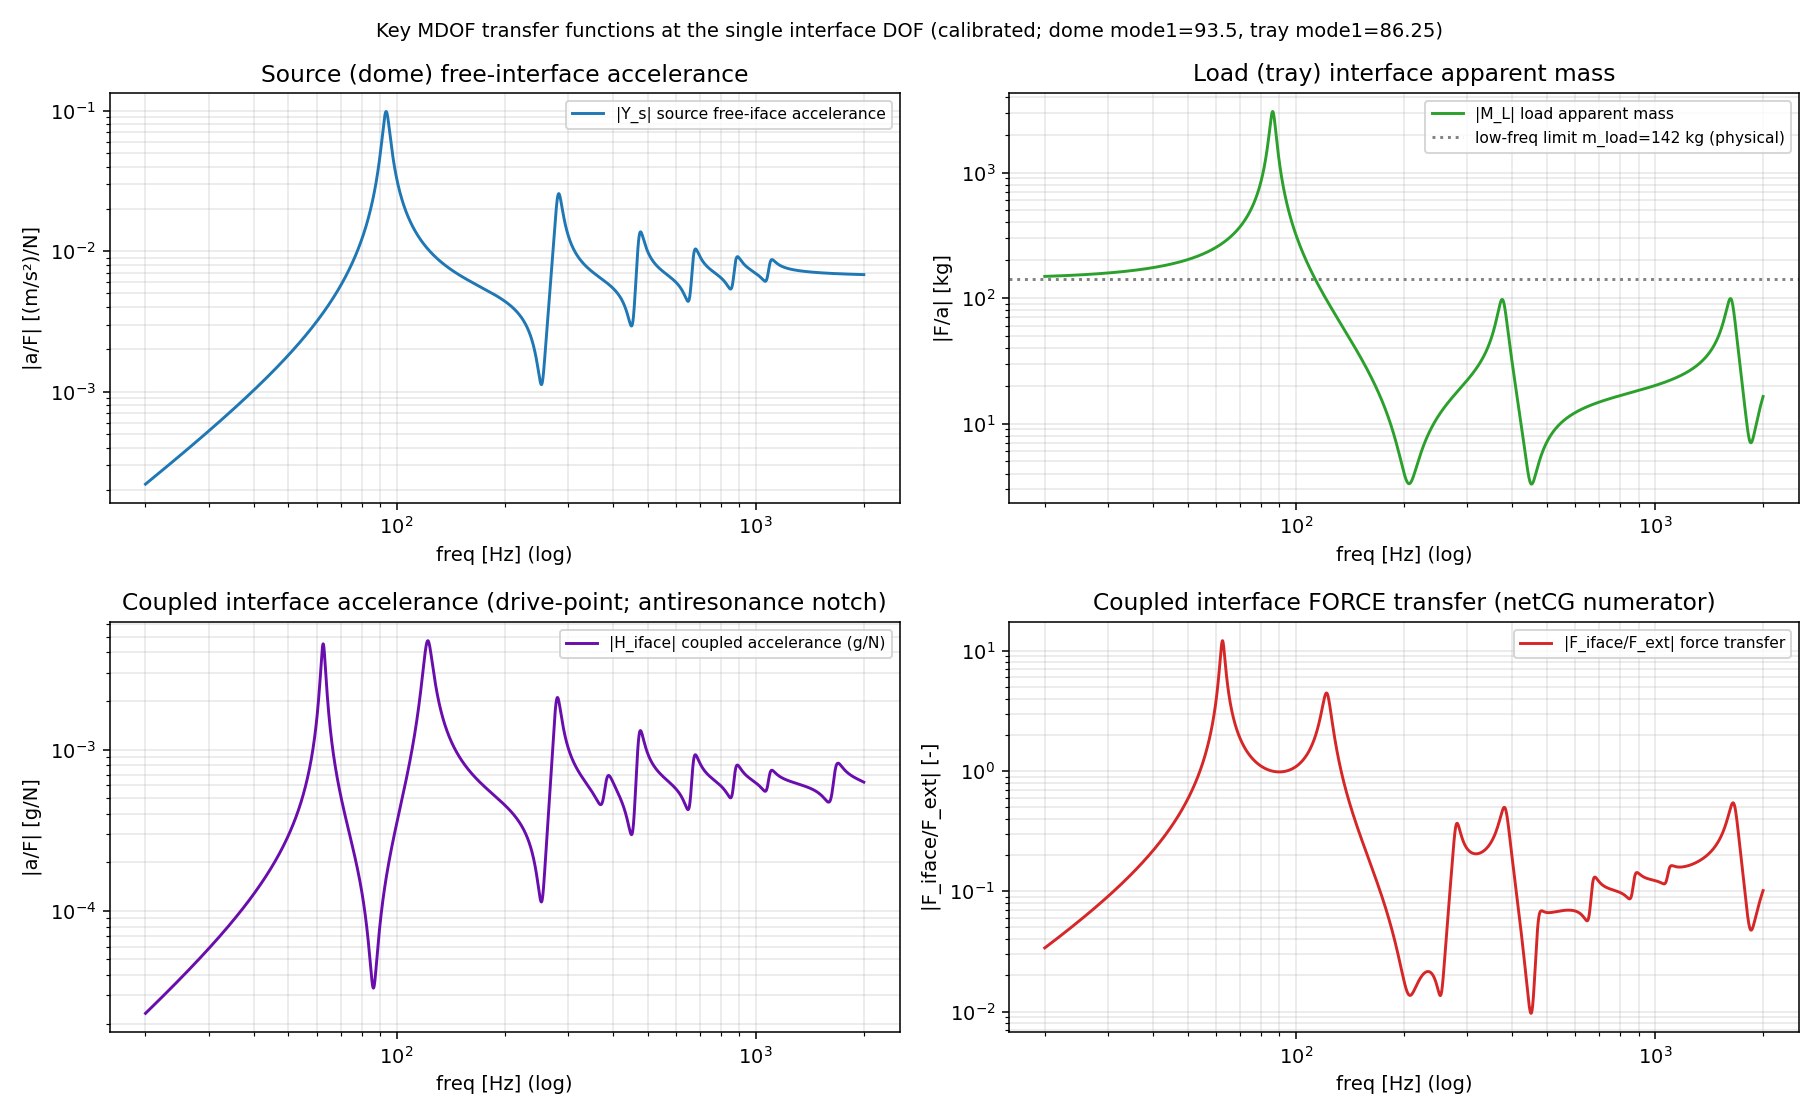 Key MDOF transfer functions at the single interface DOF (calibrated; dome mode1=93.5, tray mode1=86.25)
Source (dome) free-interface accelerance
|Y_s| source free-iface accelerance
|a/F| [(m/s²)/N]
10⁻¹
10⁻²
10⁻³
10²
10³
freq [Hz] (log)
Load (tray) interface apparent mass
|M_L| load apparent mass
low-freq limit m_load=142 kg (physical)
|F/a| [kg]
10³
10²
10¹
10²
10³
freq [Hz] (log)
Coupled interface accelerance (drive-point; antiresonance notch)
|H_iface| coupled accelerance (g/N)
|a/F| [g/N]
10⁻³
10⁻⁴
10²
10³
freq [Hz] (log)
Coupled interface FORCE transfer (netCG numerator)
|F_iface/F_ext| force transfer
|F_iface/F_ext| [-]
10¹
10⁰
10⁻¹
10⁻²
10²
10³
freq [Hz] (log)